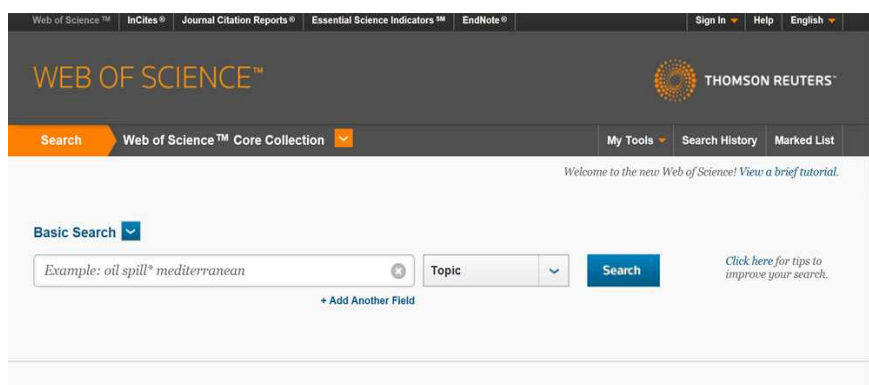 Web of Science ™ InCites ® Journal Citation Reports ® Essential Science Indicators ℠ EndNote ® Sign In Help English
WEB OF SCIENCE™
THOMSON REUTERS™
Search Web of Science ™ Core Collection My Tools Search History Marked List
Welcome to the new Web of Science! View a brief tutorial.
Basic Search
Example: oil spill* mediterranean Topic Search Click here for tips to
improve your search.
+ Add Another Field